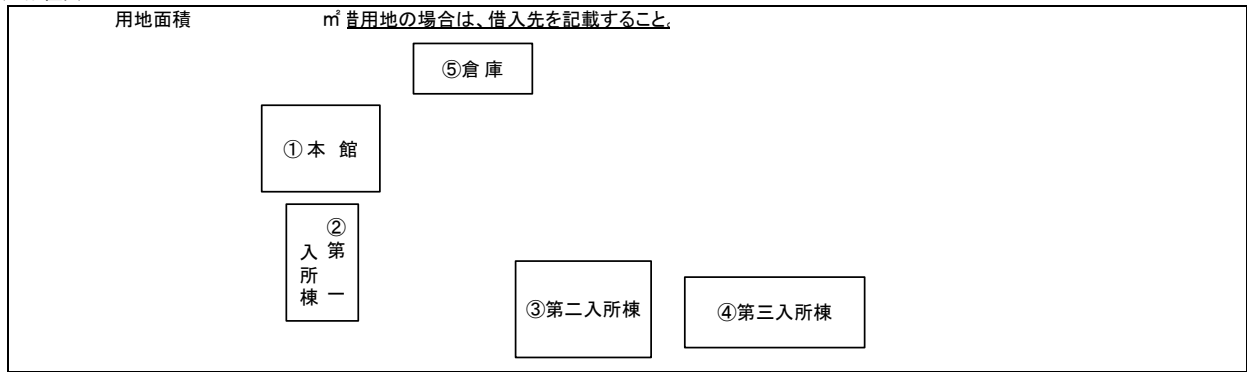 用地面積 ㎡ 借用地の場合は、借入先を記載すること。
⑤倉 庫
①本 館
②第一
入所棟
③第二入所棟
④第三入所棟